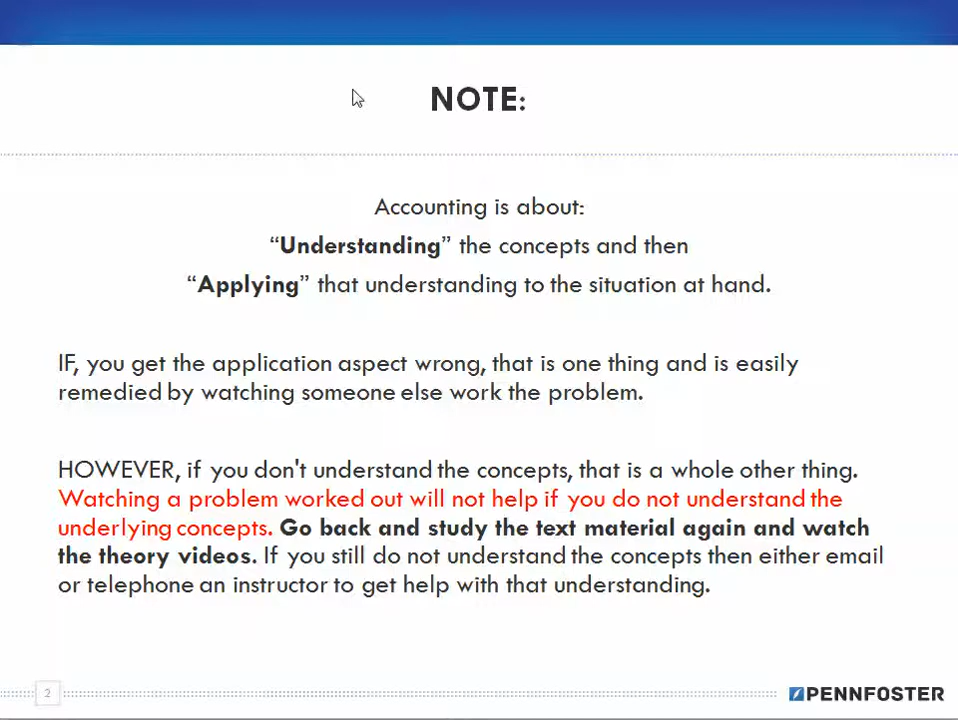 NOTE:
Accounting is about:
“Understanding” the concepts and then
“Applying” that understanding to the situation at hand.
IF, you get the application aspect wrong, that is one thing and is easily
remedied by watching someone else work the problem.
HOWEVER, if you don't understand the concepts, that is a whole other thing.
Watching a problem worked out will not help if you do not understand the
underlying concepts. Go back and study the text material again and watch
the theory videos. If you still do not understand the concepts then either email
or telephone an instructor to get help with that understanding.
2
PENNFOSTER